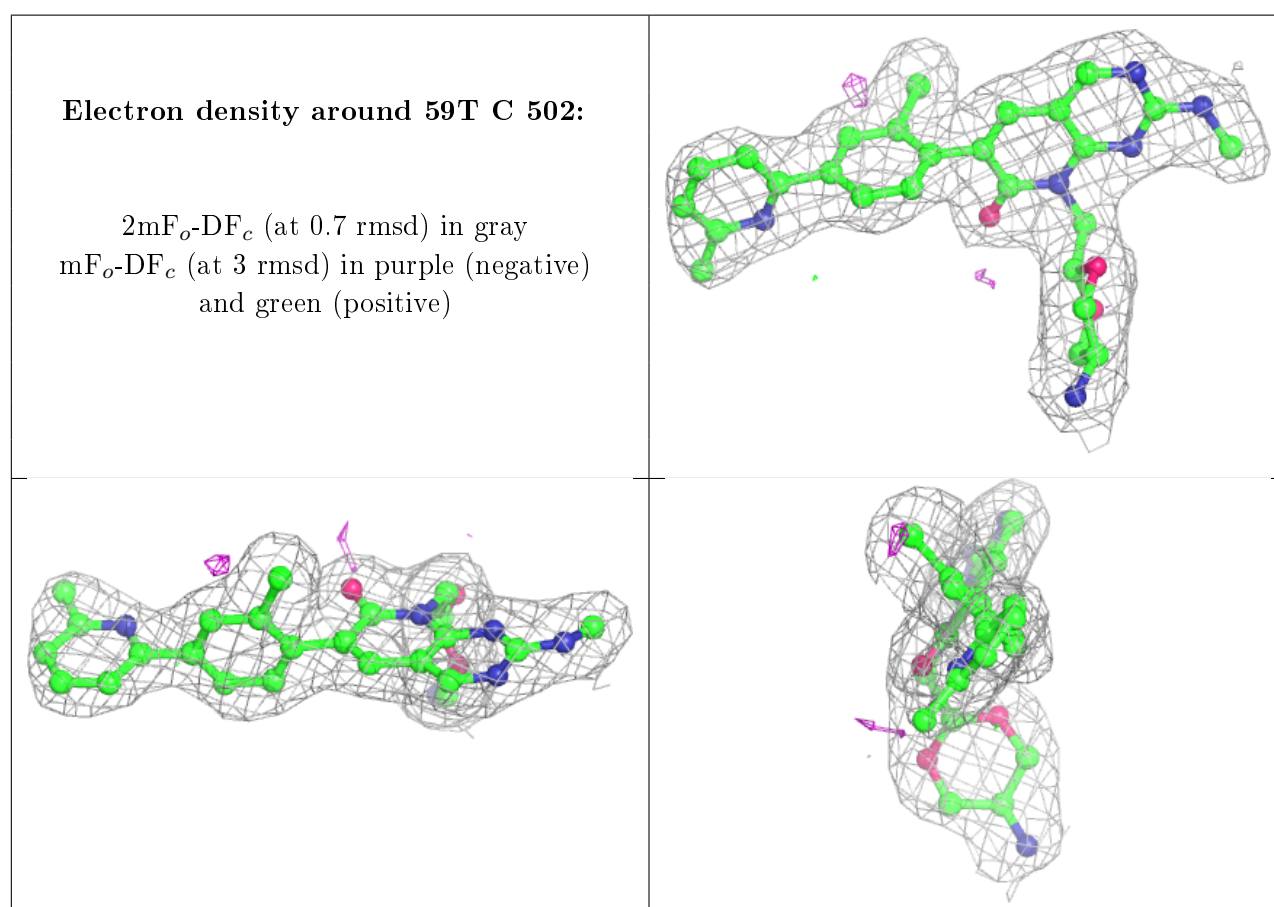 Electron density around 59T C 502:
2mFo-DFc (at 0.7 rmsd) in gray
mFo-DFc (at 3 rmsd) in purple (negative)
and green (positive)